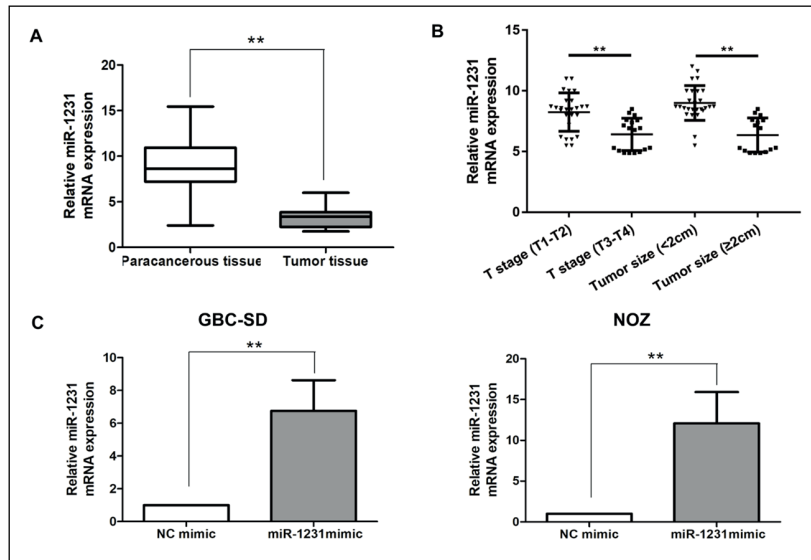 A
**
Relative miR-1231
mRNA expression
20
15
10
5
0
Paracancerous tissue
Tumor tissue
B
**
**
Relative miR-1231
mRNA expression
15
10
5
0
T stage (T1-T2)
T stage (T3-T4)
Tumor size (<2cm)
Tumor size (≥2cm)
C
GBC-SD
**
Relative miR-1231
mRNA expression
10
8
6
4
2
0
NC mimic
miR-1231mimic
NOZ
**
Relative miR-1231
mRNA expression
20
15
10
5
0
NC mimic
miR-1231mimic